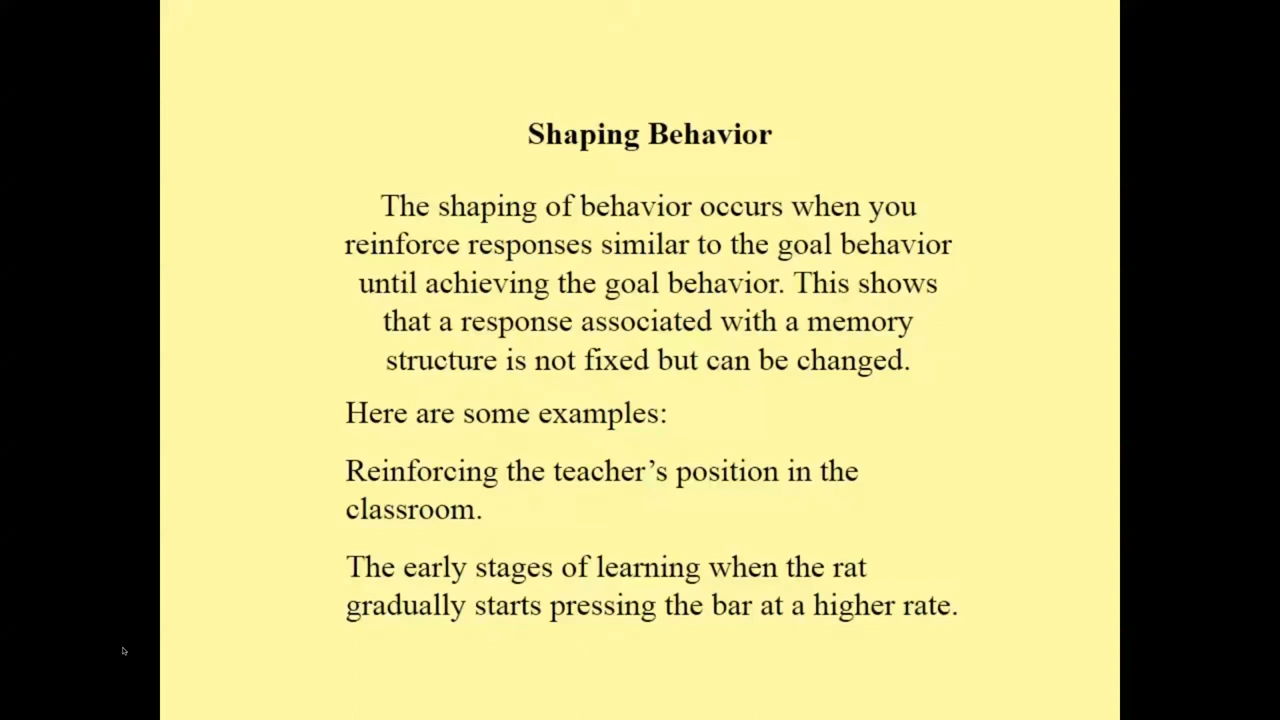 Shaping Behavior
The shaping of behavior occurs when you
reinforce responses similar to the goal behavior
until achieving the goal behavior. This shows
that a response associated with a memory
structure is not fixed but can be changed.
Here are some examples:
Reinforcing the teacher’s position in the
classroom.
The early stages of learning when the rat
gradually starts pressing the bar at a higher rate.